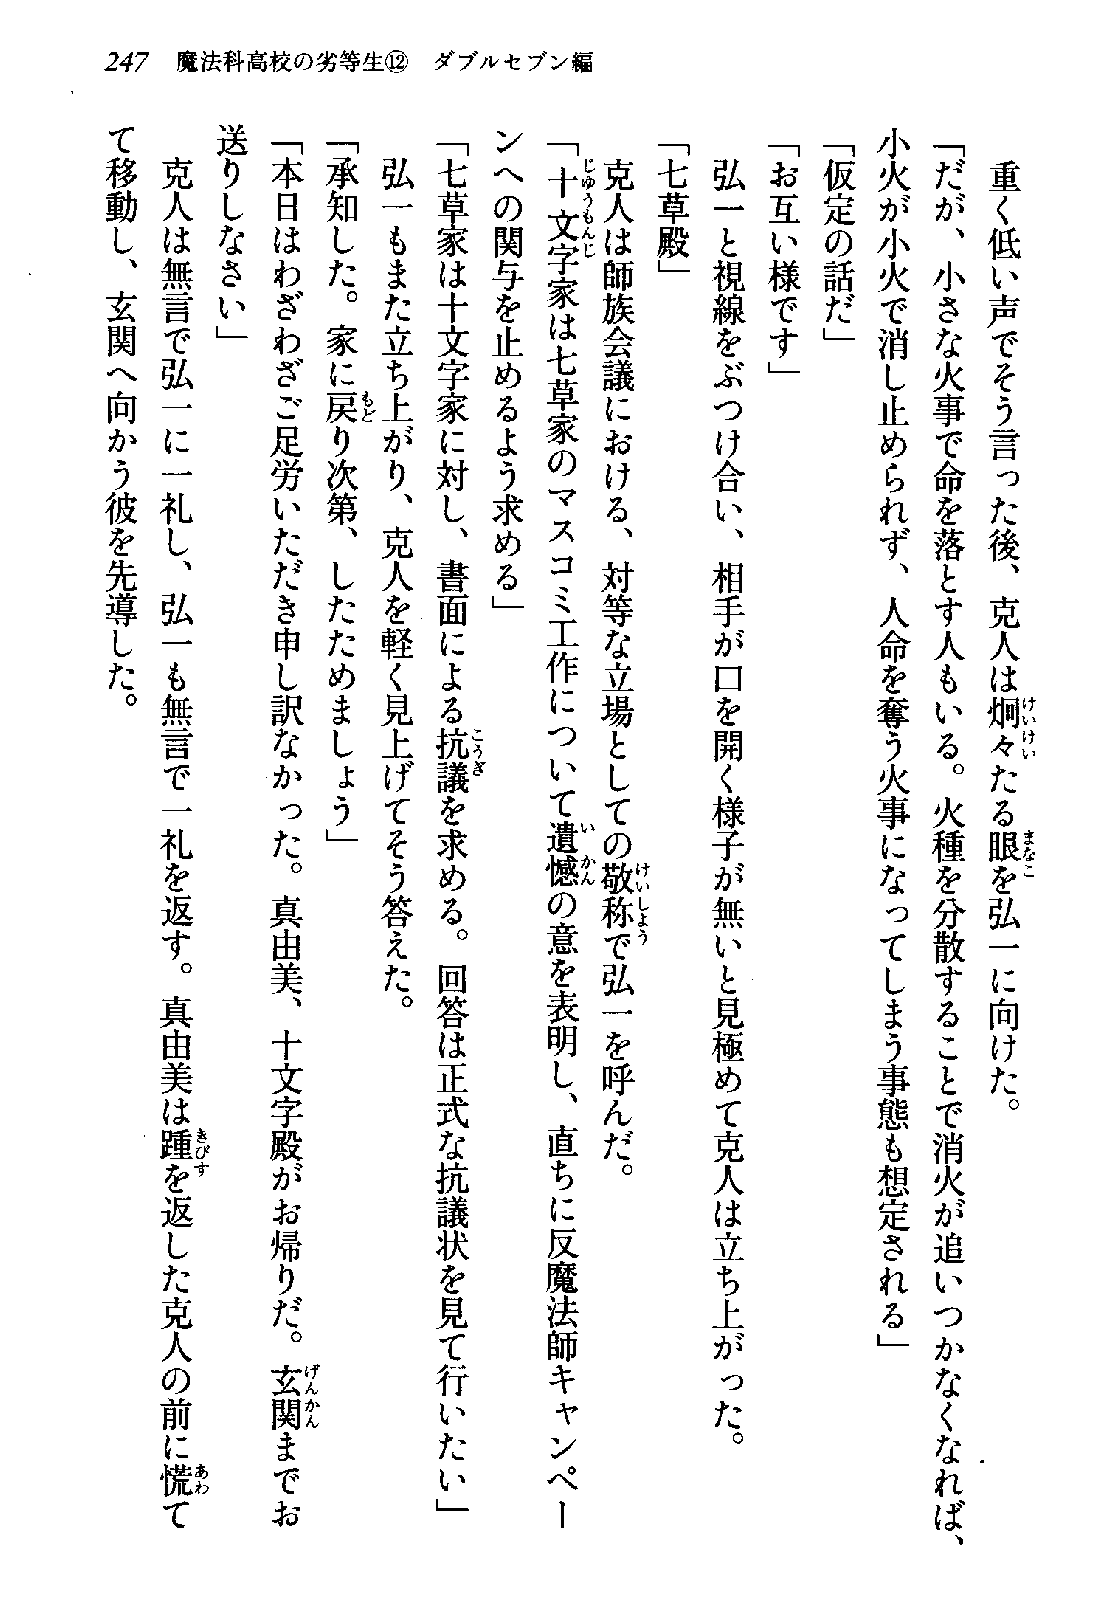 247　魔法科高校の劣等生⑫　ダブルセブン編
　重く低い声でそう言った後、克人は炯々たる眼を弘一に向けた。
「だが、小さな火事で命を落とす人もいる。火種を分散することで消火が追いつかなくなれば、
小火が小火で消し止められず、人命を奪う火事になってしまう事態も想定される」
「仮定の話だ」
「お互い様です」
　弘一と視線をぶつけ合い、相手が口を開く様子が無いと見極めて克人は立ち上がった。
「七草殿」
　克人は師族会議における、対等な立場としての敬称で弘一を呼んだ。
「十文字家は七草家のマスコミ工作について遺憾の意を表明し、直ちに反魔法師キャンペー
ンへの関与を止めるよう求める」
「七草家は十文字家に対し、書面による抗議を求める。回答は正式な抗議状を見て行いたい」
　弘一もまた立ち上がり、克人を軽く見上げてそう答えた。
「承知した。家に戻り次第、したためましょう」
「本日はわざわざご足労いただき申し訳なかった。真由美、十文字殿がお帰りだ。玄関までお
送りしなさい」
　克人は無言で弘一に一礼し、弘一も無言で一礼を返す。真由美は踵を返した克人の前に慌て
て移動し、玄関へ向かう彼を先導した。